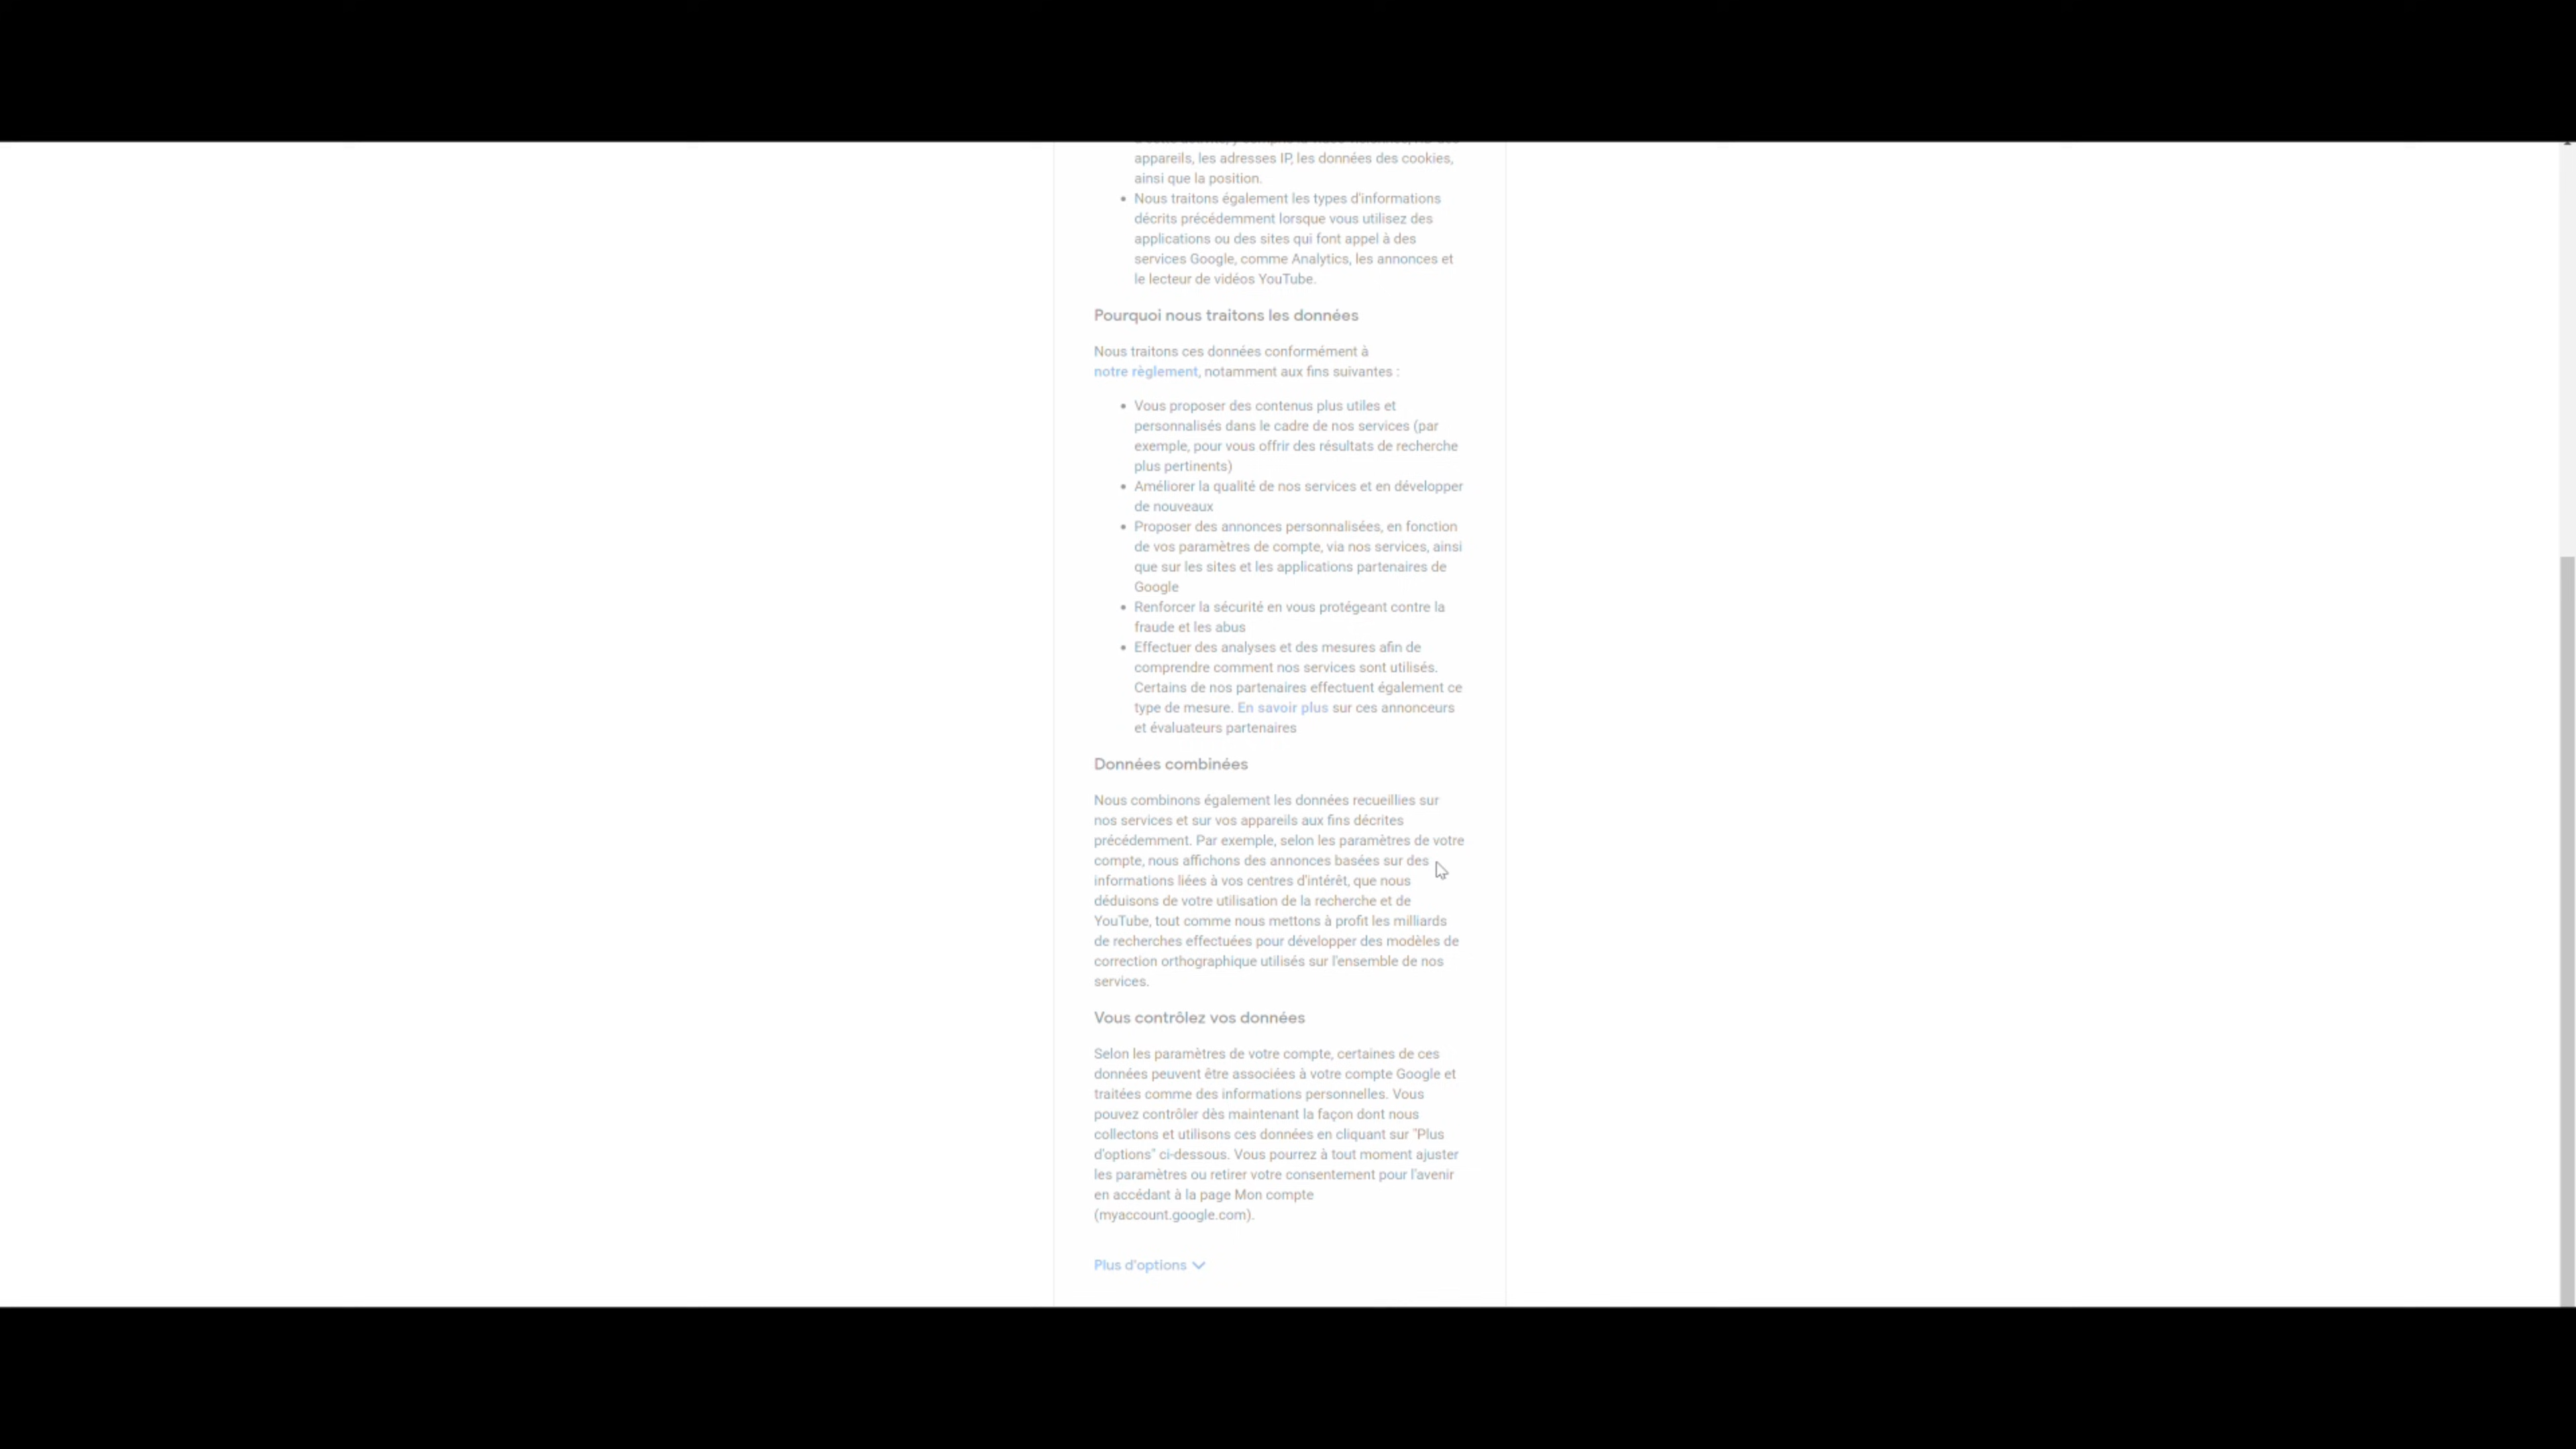 appareils, les adresses IP, les données des cookies,
ainsi que la position.
• Nous traitons également les types d'informations
décrits précédemment lorsque vous utilisez des
applications ou des sites qui font appel à des
services Google, comme Analytics, les annonces et
le lecteur de vidéos YouTube.
Pourquoi nous traitons les données
Nous traitons ces données conformément à
notre règlement, notamment aux fins suivantes :
• Vous proposer des contenus plus utiles et
personnalisés dans le cadre de nos services (par
exemple, pour vous offrir des résultats de recherche
plus pertinents)
• Améliorer la qualité de nos services et en développer
de nouveaux
• Proposer des annonces personnalisées, en fonction
de vos paramètres de compte, via nos services, ainsi
que sur les sites et les applications partenaires de
Google
• Renforcer la sécurité en vous protégeant contre la
fraude et les abus
• Effectuer des analyses et des mesures afin de
comprendre comment nos services sont utilisés.
Certains de nos partenaires effectuent également ce
type de mesure. En savoir plus sur ces annonceurs
et évaluateurs partenaires
Données combinées
Nous combinons également les données recueillies sur
nos services et sur vos appareils aux fins décrites
précédemment. Par exemple, selon les paramètres de votre
compte, nous affichons des annonces basées sur des
informations liées à vos centres d'intérêt, que nous
déduisons de votre utilisation de la recherche et de
YouTube, tout comme nous mettons à profit les milliards
de recherches effectuées pour développer des modèles de
correction orthographique utilisés sur l'ensemble de nos
services.
Vous contrôlez vos données
Selon les paramètres de votre compte, certaines de ces
données peuvent être associées à votre compte Google et
traitées comme des informations personnelles. Vous
pouvez contrôler dès maintenant la façon dont nous
collectons et utilisons ces données en cliquant sur "Plus
d'options" ci-dessous. Vous pourrez à tout moment ajuster
les paramètres ou retirer votre consentement pour l'avenir
en accédant à la page Mon compte
(myaccount.google.com).
Plus d'options